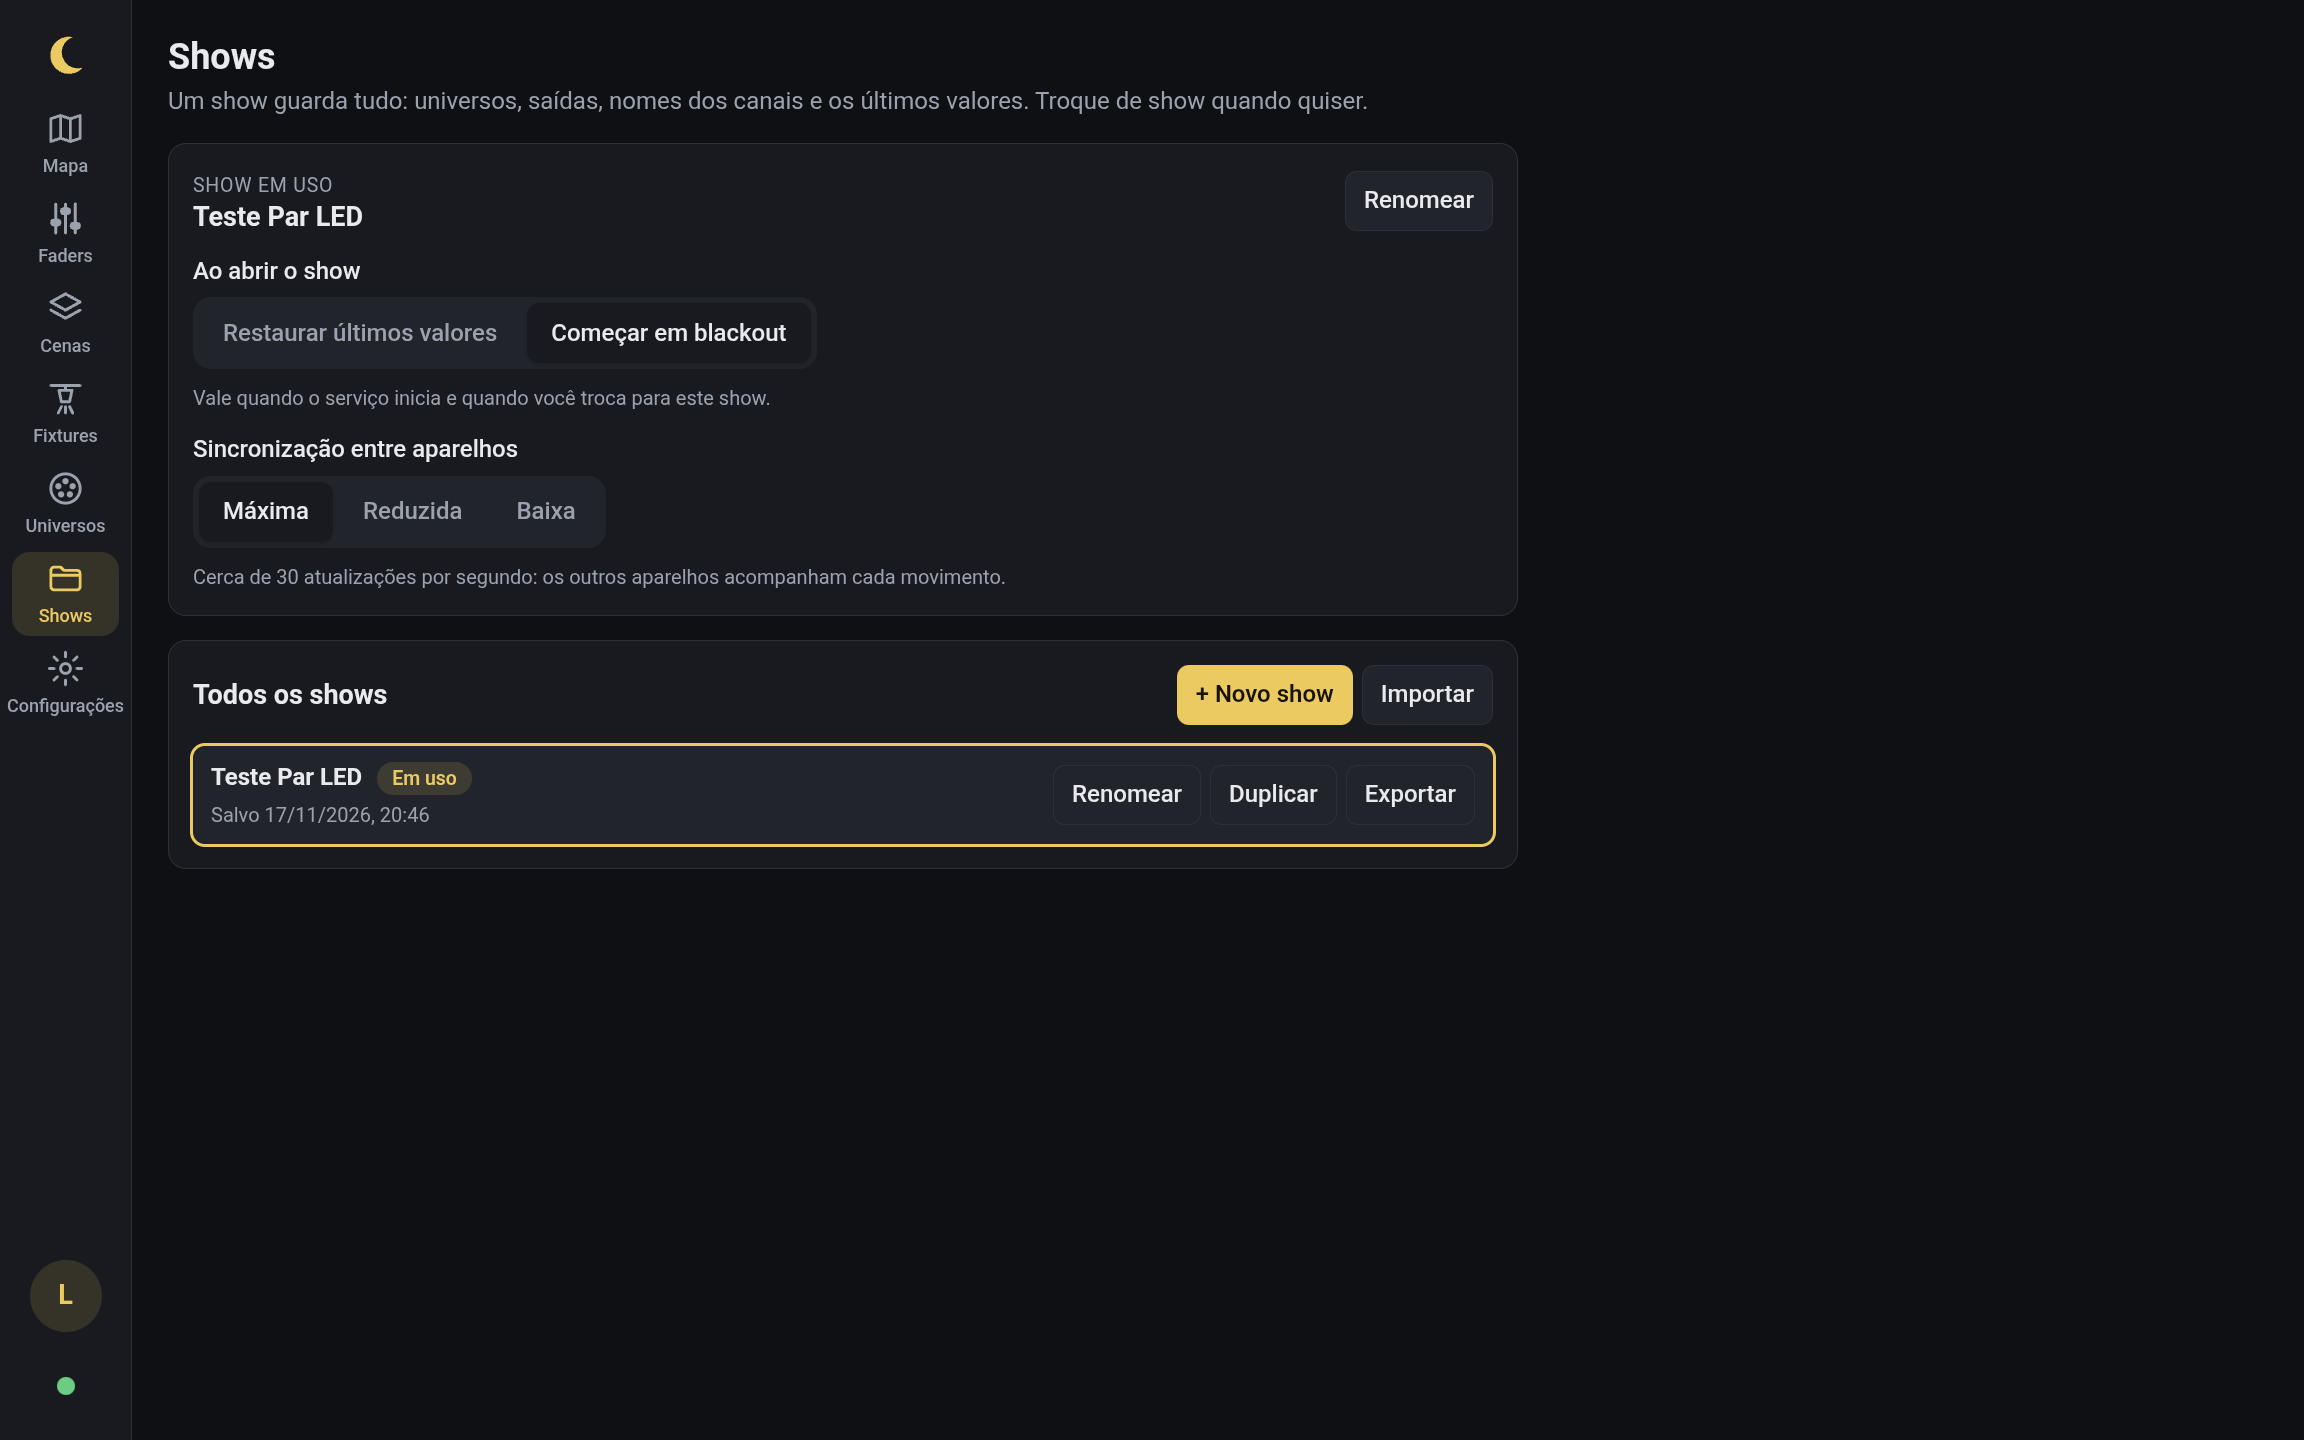 Shows
Um show guarda tudo: universos, saídas, nomes dos canais e os últimos valores. Troque de show quando quiser.
Mapa
Faders
Cenas
Fixtures
Universos
Shows
Configurações
L
SHOW EM USO
Teste Par LED
Renomear
Ao abrir o show
Restaurar últimos valores
Começar em blackout
Vale quando o serviço inicia e quando você troca para este show.
Sincronização entre aparelhos
Máxima
Reduzida
Baixa
Cerca de 30 atualizações por segundo: os outros aparelhos acompanham cada movimento.
Todos os shows
+ Novo show
Importar
Teste Par LED
Em uso
Salvo 17/11/2026, 20:46
Renomear
Duplicar
Exportar